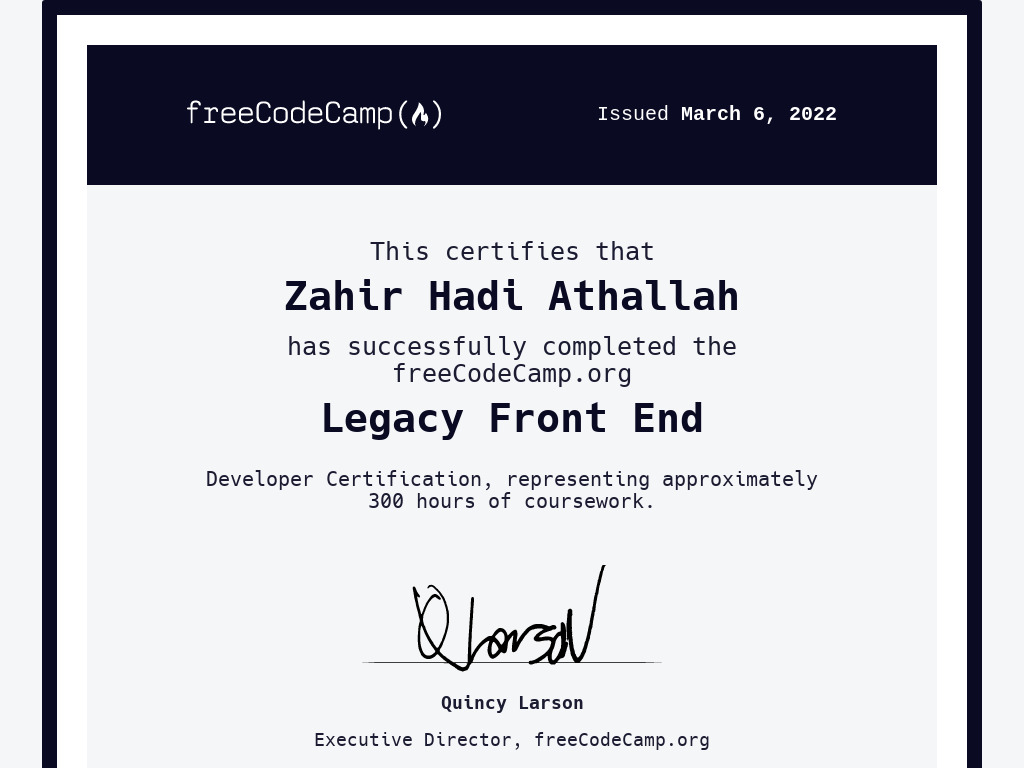 freeCodeCamp(🔥)
Issued March 6, 2022
This certifies that
Zahir Hadi Athallah
has successfully completed the
freeCodeCamp.org
Legacy Front End
Developer Certification, representing approximately
300 hours of coursework.
Q Larson
Quincy Larson
Executive Director, freeCodeCamp.org